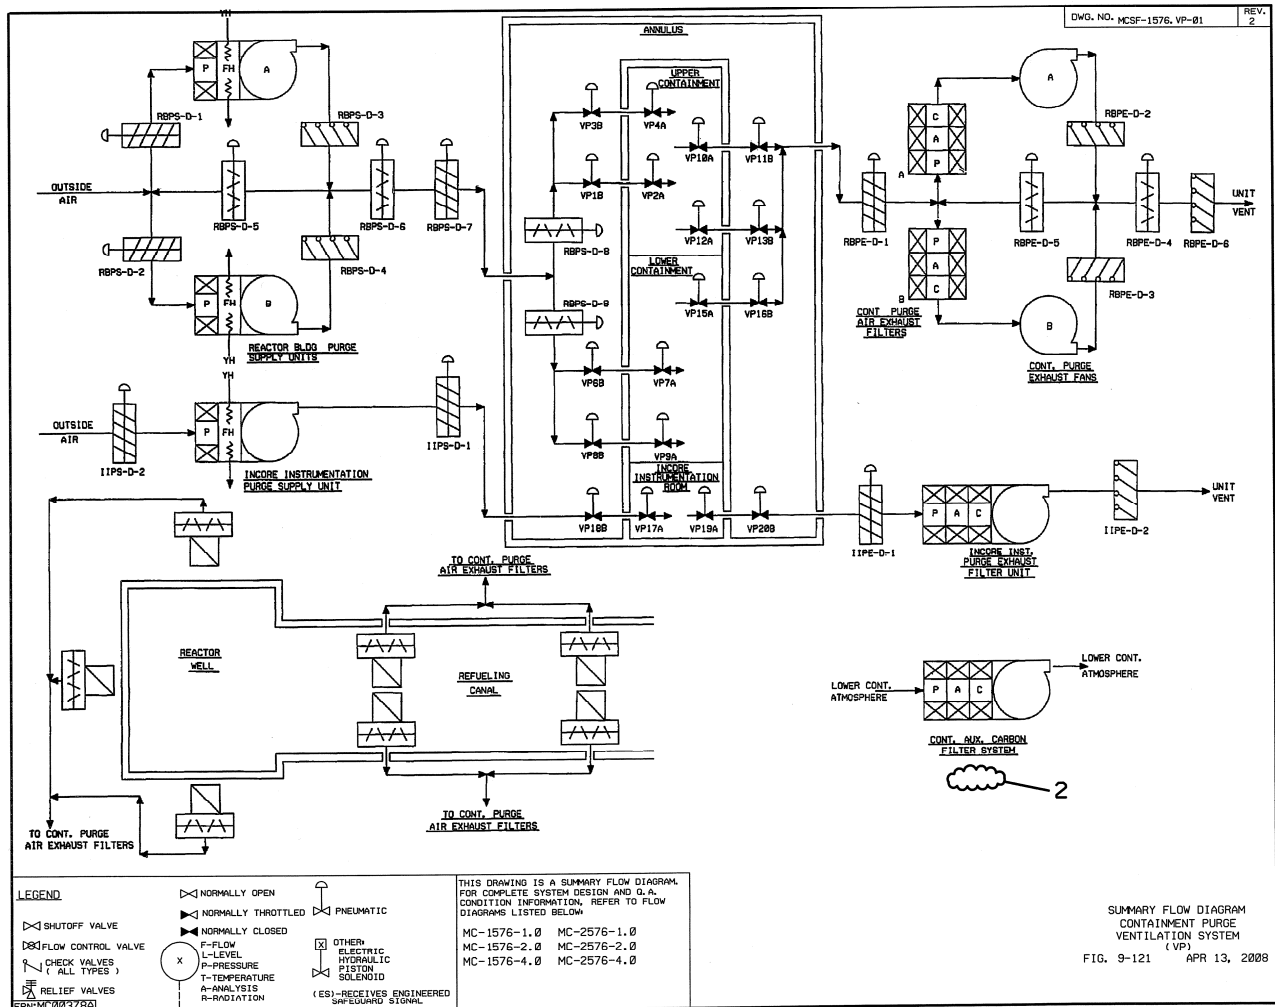 DWG. NO. MCSF-1576.VP-01
REV. 2
YH
P
FH
A
RBPS-D-1
RBPS-D-3
OUTSIDE
AIR
RBPS-D-5
RBPS-D-6
RBPS-D-7
RBPS-D-2
RBPS-D-4
P
FH
B
REACTOR BLDG PURGE
SUPPLY UNITS
YH
YH
OUTSIDE
AIR
IIPS-D-2
P
FH
INCORE INSTRUMENTATION
PURGE SUPPLY UNIT
IIPS-D-1
ANNULUS
UPPER
CONTAINMENT
VP3B
VP4A
VP10A
VP11B
VP1B
VP2A
RBPS-D-8
VP12A
VP13B
LOWER
CONTAINMENT
RBPS-D-9
VP15A
VP16B
VP6B
VP7A
VP8B
VP9A
INCORE
INSTRUMENTATION
ROOM
VP18B
VP17A
VP19A
VP20B
RBPE-D-1
A
C
A
P
A
RBPE-D-2
RBPE-D-5
RBPE-D-4
RBPE-D-6
UNIT
VENT
P
A
C
B
RBPE-D-3
B
CONT PURGE
AIR EXHAUST
FILTERS
CONT. PURGE
EXHAUST FANS
IIPE-D-1
P A C
INCORE INST.
PURGE EXHAUST
FILTER UNIT
IIPE-D-2
UNIT
VENT
TO CONT. PURGE
AIR EXHAUST FILTERS
REACTOR
WELL
REFUELING
CANAL
TO CONT. PURGE
AIR EXHAUST FILTERS
TO CONT. PURGE
AIR EXHAUST FILTERS
LOWER CONT.
ATMOSPHERE
P A C
LOWER CONT.
ATMOSPHERE
CONT. AUX. CARBON
FILTER SYSTEM
2
LEGEND
SHUTOFF VALVE
FLOW CONTROL VALVE
CHECK VALVES
( ALL TYPES )
RELIEF VALVES
NORMALLY OPEN
NORMALLY THROTTLED
NORMALLY CLOSED
X
F-FLOW
L-LEVEL
P-PRESSURE
T-TEMPERATURE
A-ANALYSIS
R-RADIATION
PNEUMATIC
X
OTHER:
ELECTRIC
HYDRAULIC
PISTON
SOLENOID
(ES)-RECEIVES ENGINEERED
SAFEGUARD SIGNAL
THIS DRAWING IS A SUMMARY FLOW DIAGRAM.
FOR COMPLETE SYSTEM DESIGN AND Q.A.
CONDITION INFORMATION, REFER TO FLOW
DIAGRAMS LISTED BELOW:
MC-1576-1.0 MC-2576-1.0
MC-1576-2.0 MC-2576-2.0
MC-1576-4.0 MC-2576-4.0
SUMMARY FLOW DIAGRAM
CONTAINMENT PURGE
VENTILATION SYSTEM
(VP)
FIG. 9-121 APR 13, 2008